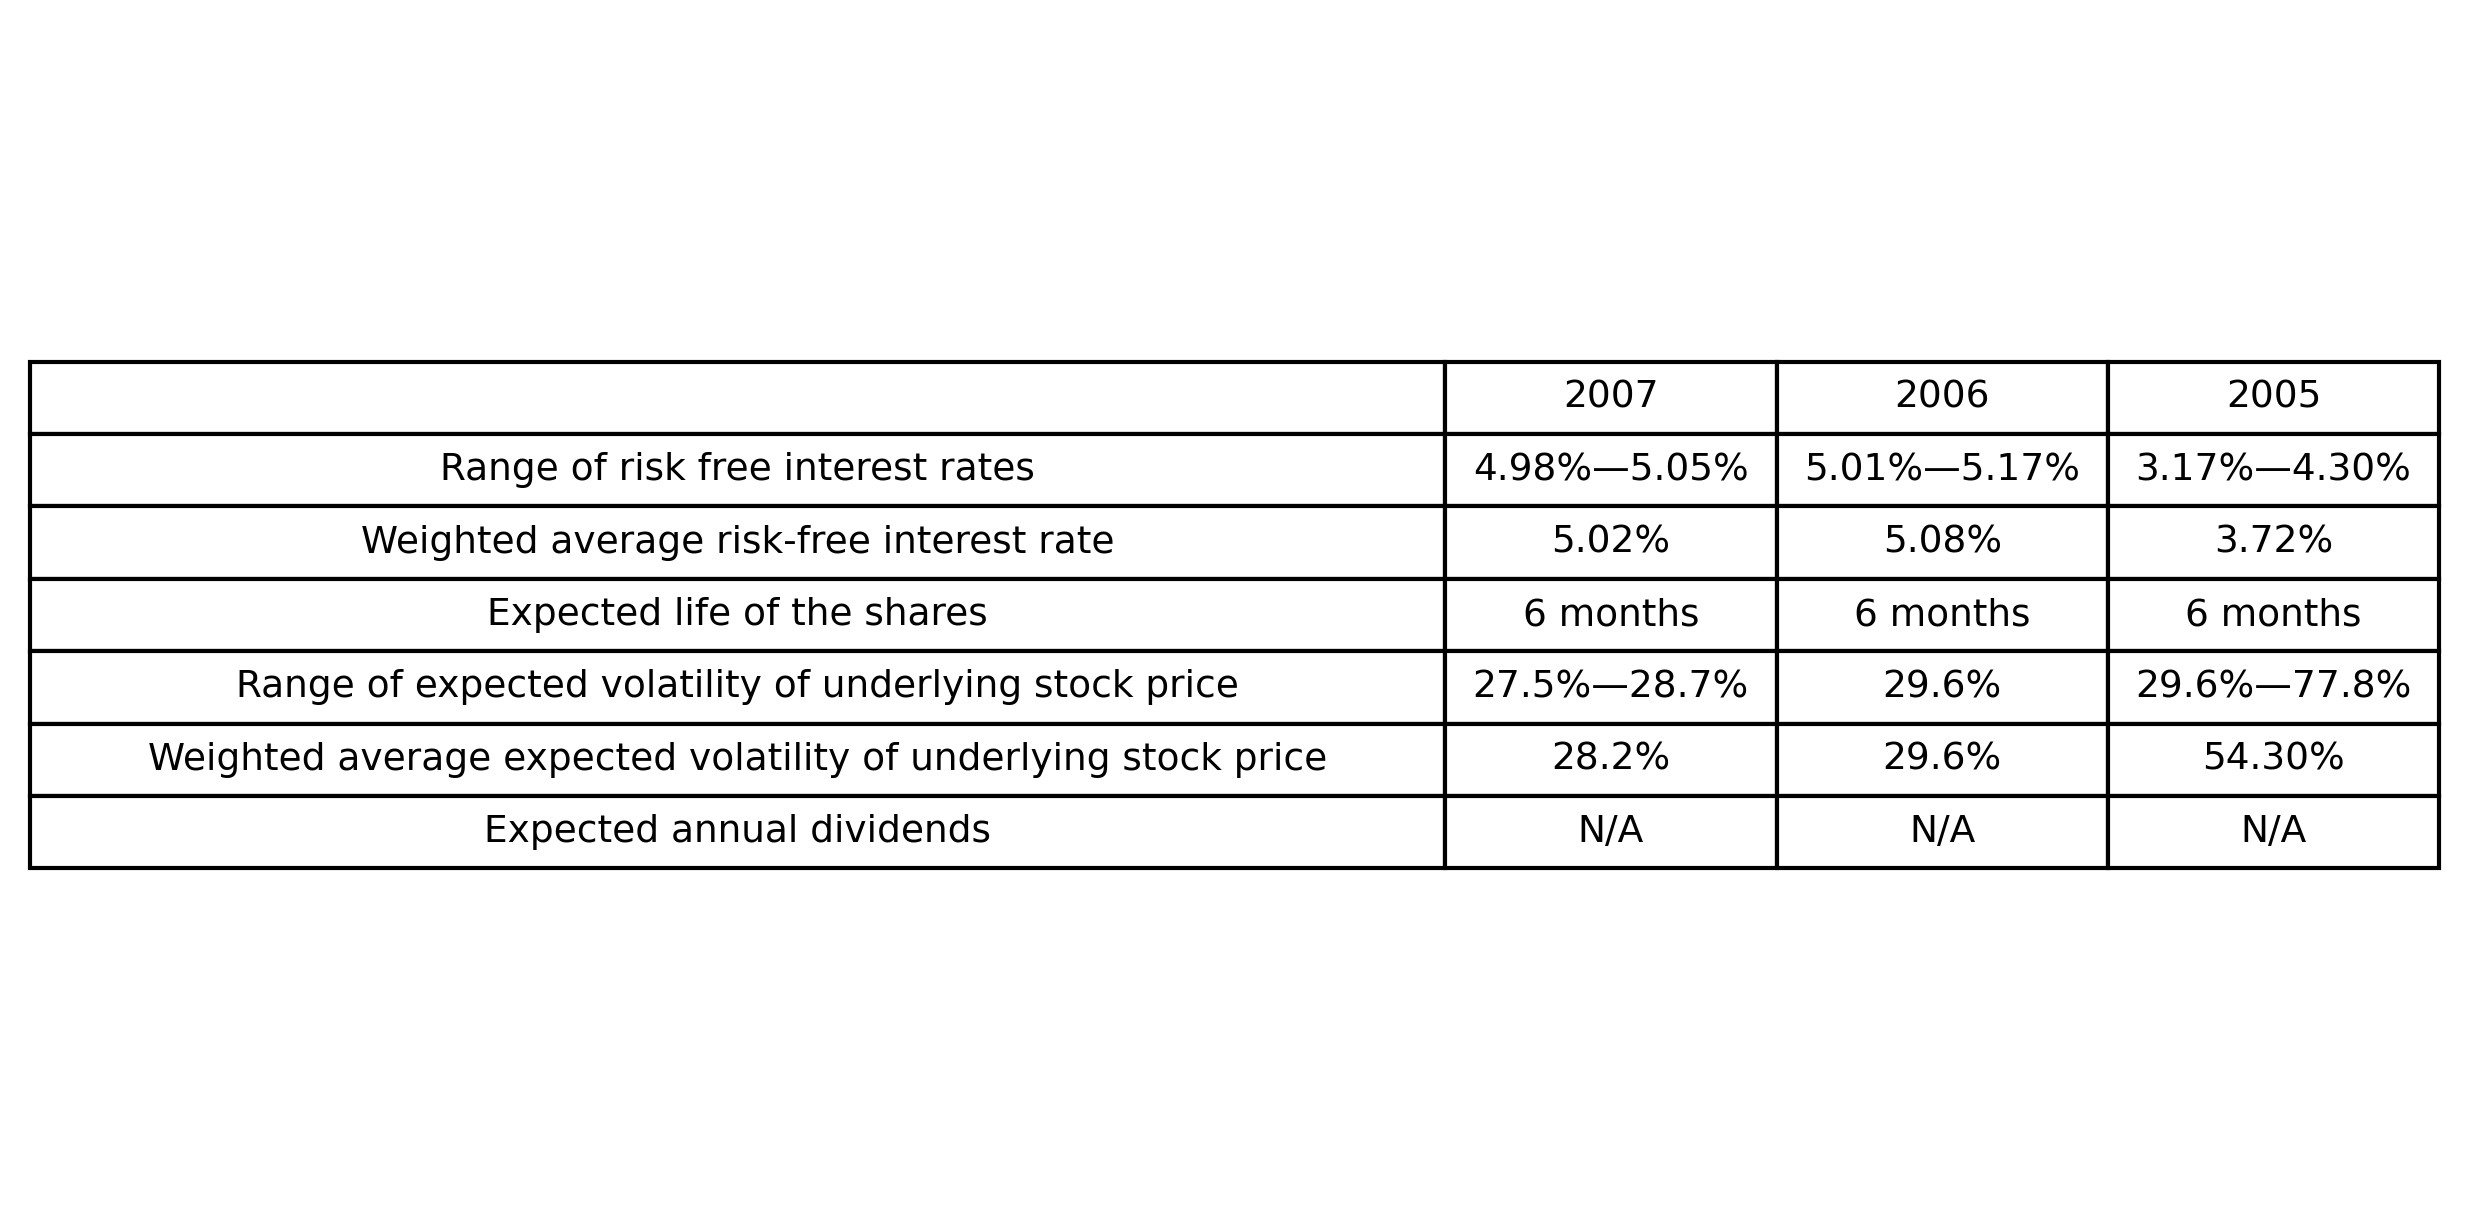 2007 2006 2005
Range of risk free interest rates 4.98%—5.05% 5.01%—5.17% 3.17%—4.30%
Weighted average risk-free interest rate 5.02% 5.08% 3.72%
Expected life of the shares 6 months 6 months 6 months
Range of expected volatility of underlying stock price 27.5%—28.7% 29.6% 29.6%—77.8%
Weighted average expected volatility of underlying stock price 28.2% 29.6% 54.30%
Expected annual dividends N/A N/A N/A